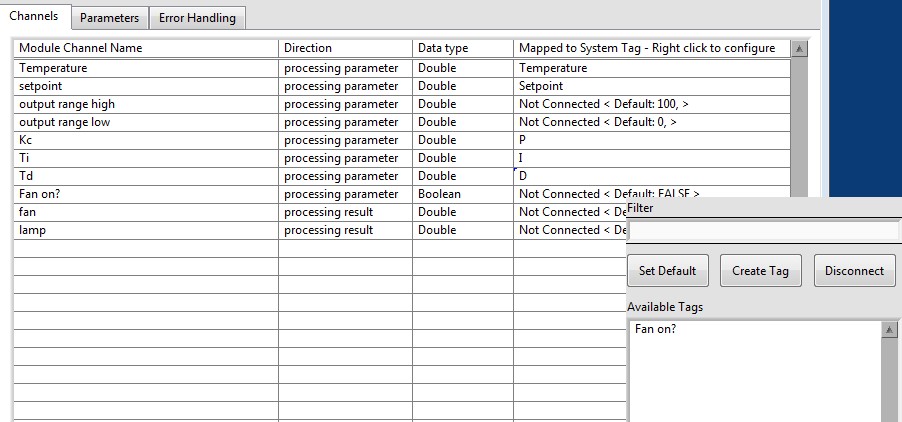 Channels Parameters Error Handling
Module Channel Name Direction Data type Mapped to System Tag - Right click to configure
Temperature processing parameter Double Temperature
setpoint processing parameter Double Setpoint
output range high processing parameter Double Not Connected < Default: 100, >
output range low processing parameter Double Not Connected < Default: 0, >
Kc processing parameter Double P
Ti processing parameter Double I
Td processing parameter Double D
Fan on? processing parameter Boolean Not Connected < Default: FALSE >
fan processing result Double Not Connected < De
lamp processing result Double Not Connected < De
Filter
Set Default Create Tag Disconnect
Available Tags
Fan on?